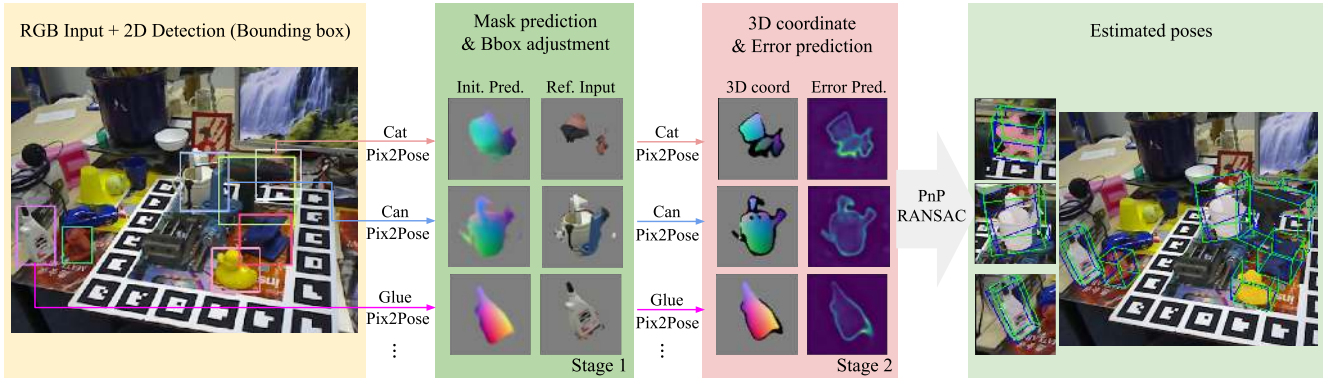 RGB Input + 2D Detection (Bounding box)
Mask prediction
& Bbox adjustment
Init. Pred.
Ref. Input
Stage 1
3D coordinate
& Error prediction
3D coord
Error Pred.
Stage 2
Estimated poses
Cat
Pix2Pose
Can
Pix2Pose
Glue
Pix2Pose
⋮
Cat
Pix2Pose
Can
Pix2Pose
Glue
Pix2Pose
⋮
PnP
RANSAC